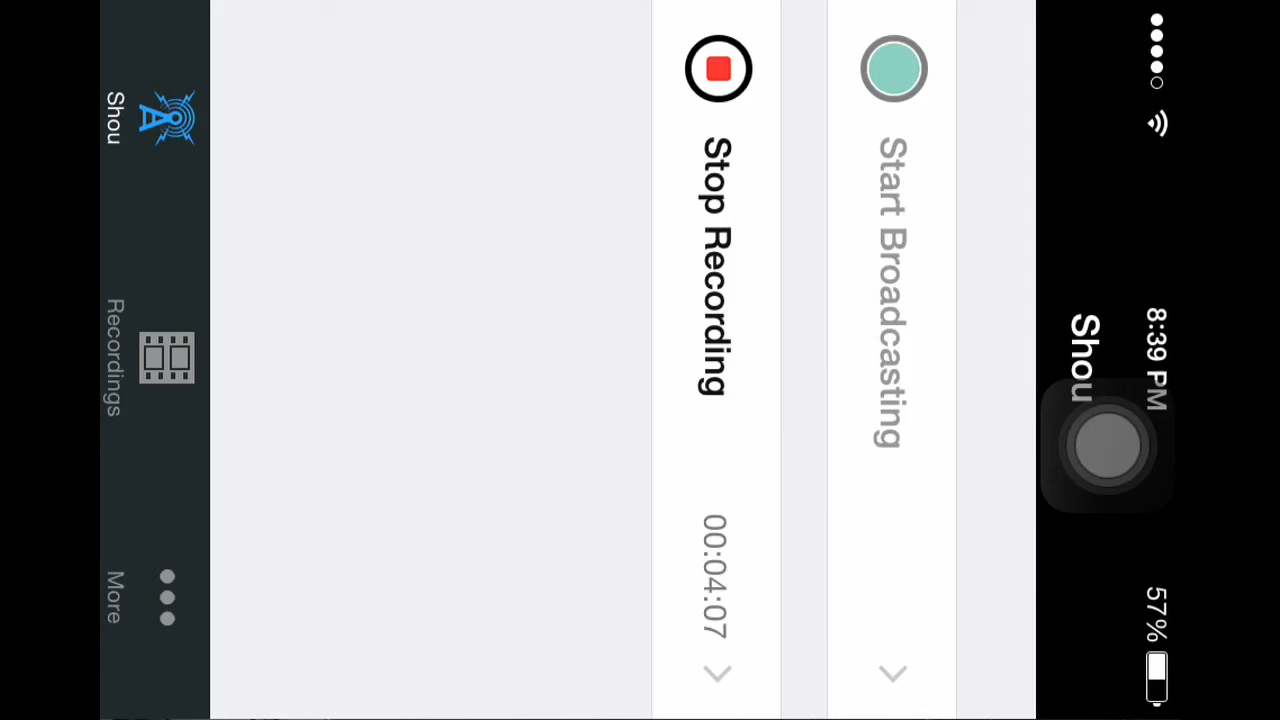 8:39 PM
57%
Shou
Start Broadcasting
Stop Recording 00:04:07
Shou
Recordings
More